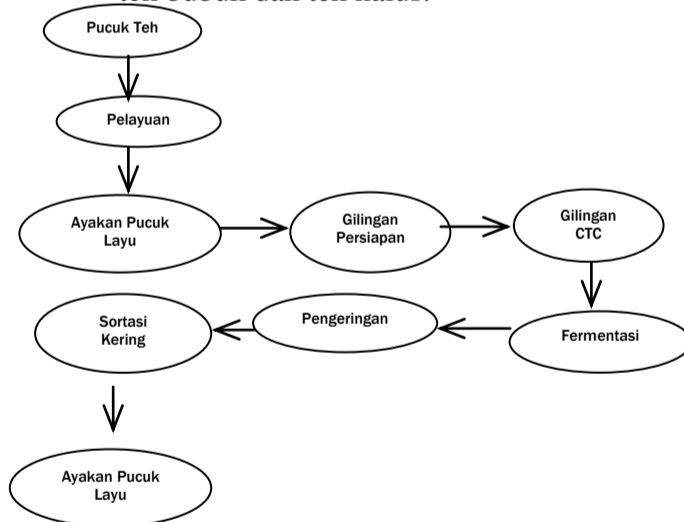 Pucuk Teh
Pelayuan
Ayakan Pucuk
Layu
Gilingan
Persiapan
Gilingan
CTC
Fermentasi
Pengeringan
Sortasi
Kering
Ayakan Pucuk
Layu